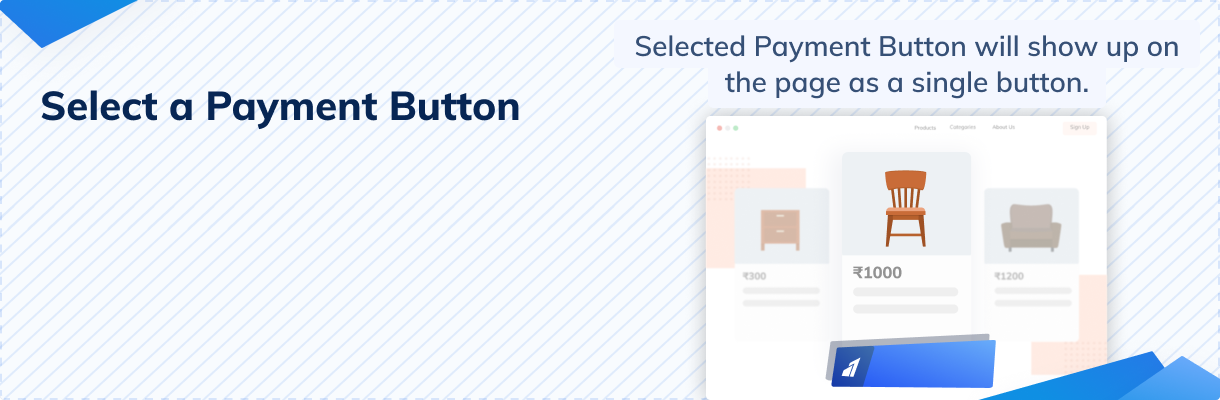 Selected Payment Button will show up on
the page as a single button.
Select a Payment Button
Products Categories About Us Sign Up
₹300
₹1000
₹1200